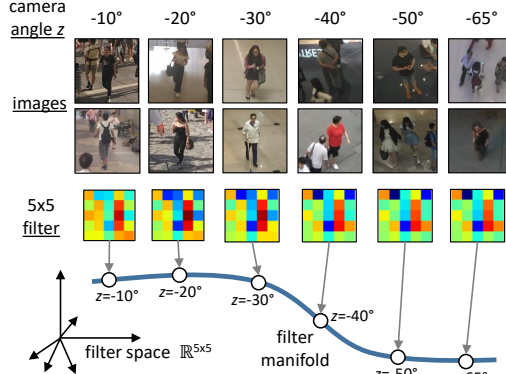 camera
angle z
-10° -20° -30° -40° -50° -65°
images
5x5
filter
z=-10°
z=-20°
z=-30°
z=-40°
filter space ℝ⁵ˣ⁵
filter
manifold
z=-50°